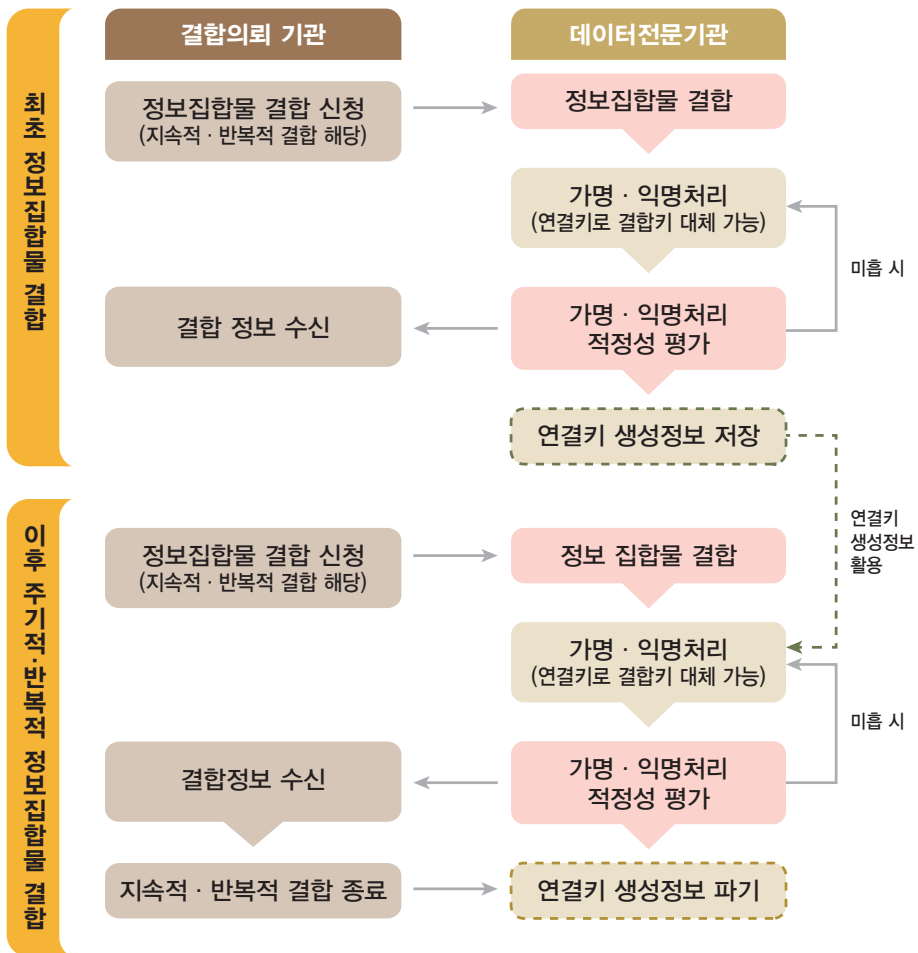 결합의뢰 기관
데이터전문기관
최초 정보집합물 결합
정보집합물 결합 신청
(지속적 · 반복적 결합 해당)
정보집합물 결합
가명 · 익명처리
(연결키로 결합키 대체 가능)
미흡 시
결합 정보 수신
가명 · 익명처리
적정성 평가
연결키 생성정보 저장
연결키
생성정보
활용
이후 주기적·반복적 정보집합물 결합
정보집합물 결합 신청
(지속적 · 반복적 결합 해당)
정보 집합물 결합
가명 · 익명처리
(연결키로 결합키 대체 가능)
미흡 시
결합정보 수신
가명 · 익명처리
적정성 평가
지속적 · 반복적 결합 종료
연결키 생성정보 파기